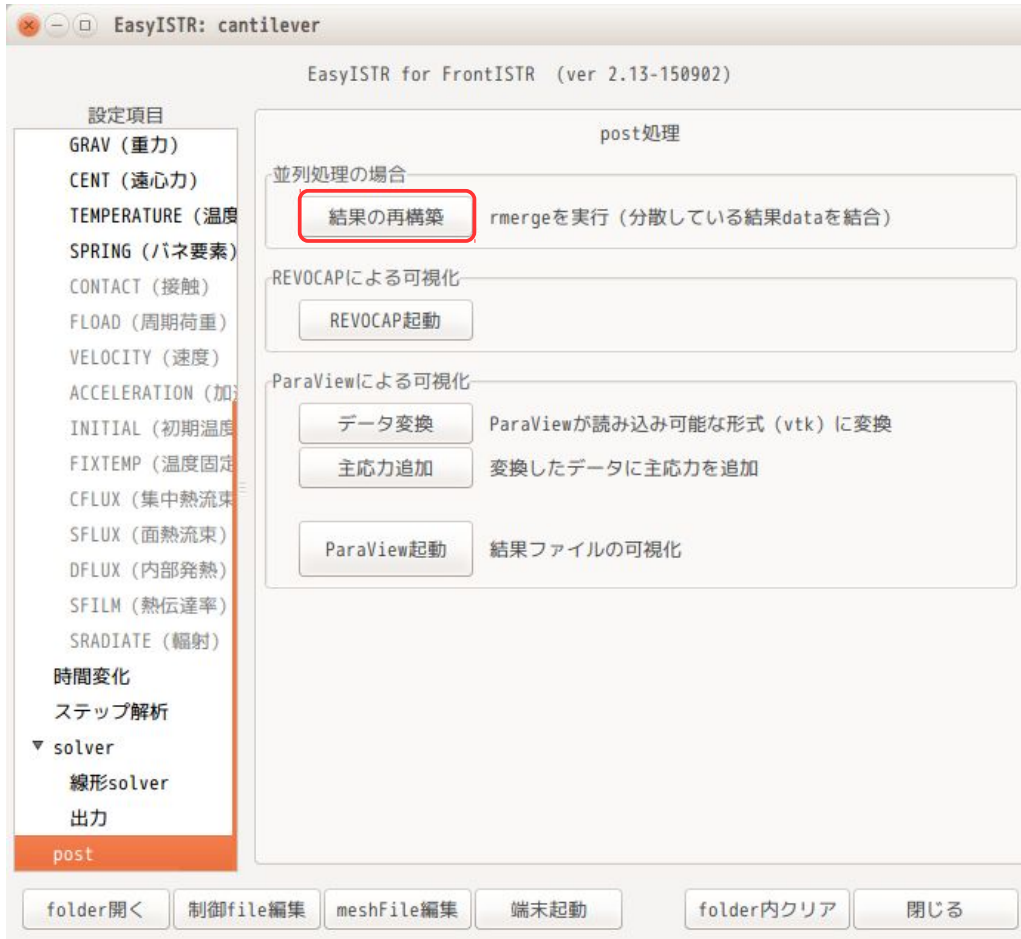 EasyISTR: cantilever
EasyISTR for FrontISTR (ver 2.13-150902)
設定項目
GRAV (重力)
CENT (遠心力)
TEMPERATURE (温度
SPRING (バネ要素)
CONTACT (接触)
FLOAD (周期荷重)
VELOCITY (速度)
ACCELERATION (加
INITIAL (初期温度
FIXTEMP (温度固定
CFLUX (集中熱流束
SFLUX (面熱流束)
DFLUX (内部発熱)
SFILM (熱伝達率)
SRADIATE (輻射)
時間変化
ステップ解析
solver
線形solver
出力
post
post処理
並列処理の場合
結果の再構築 rmergeを実行 (分散している結果dataを結合)
REVOCAPによる可視化
REVOCAP起動
ParaViewによる可視化
データ変換 ParaViewが読み込み可能な形式 (vtk) に変換
主応力追加 変換したデータに主応力を追加
ParaView起動 結果ファイルの可視化
folder開く 制御file編集 meshFile編集 端末起動 folder内クリア 閉じる